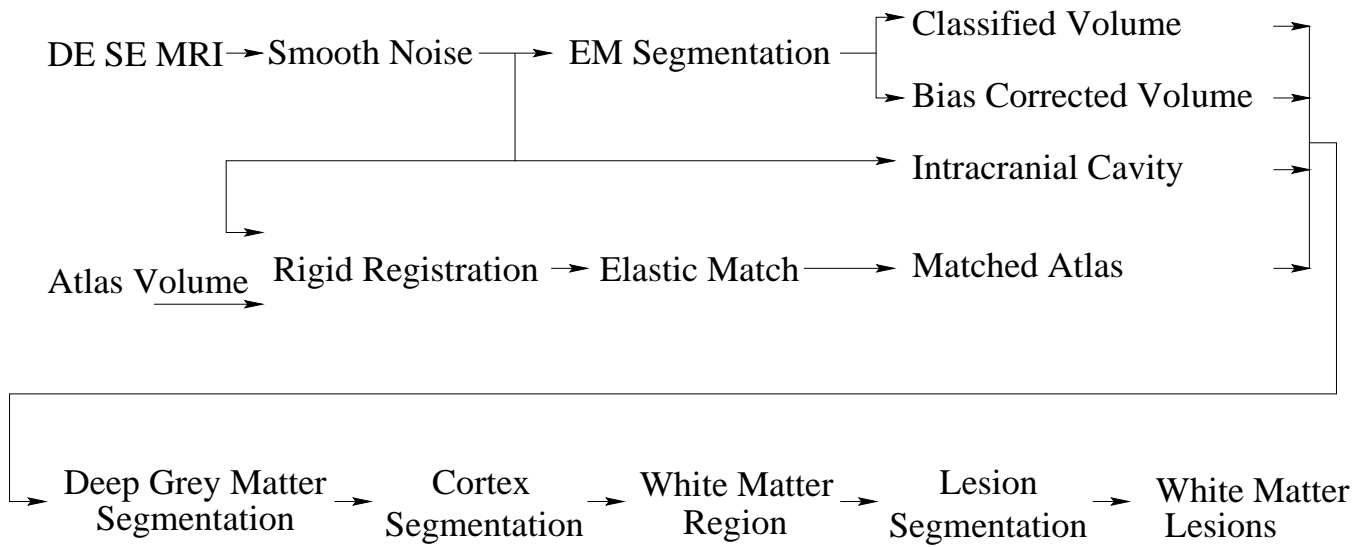 Classified Volume
DE SE MRI
Smooth Noise
EM Segmentation
Bias Corrected Volume
Intracranial Cavity
Atlas Volume
Rigid Registration
Elastic Match
Matched Atlas
Deep Grey Matter
Segmentation
Cortex
Segmentation
White Matter
Region
Lesion
Segmentation
White Matter
Lesions